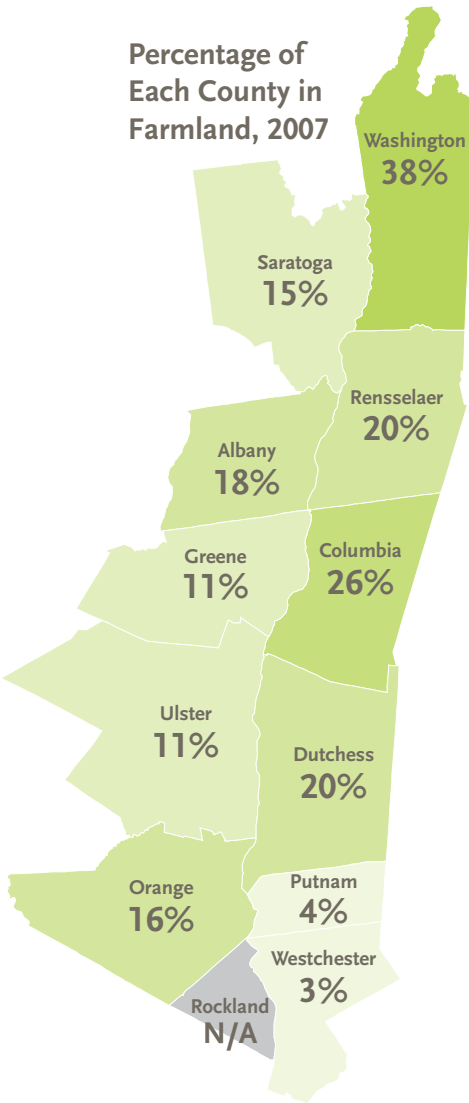 Percentage of
Each County in
Farmland, 2007
Washington
38%
Saratoga
15%
Rensselaer
20%
Albany
18%
Columbia
26%
Greene
11%
Ulster
11%
Dutchess
20%
Putnam
4%
Orange
16%
Westchester
3%
Rockland
N/A